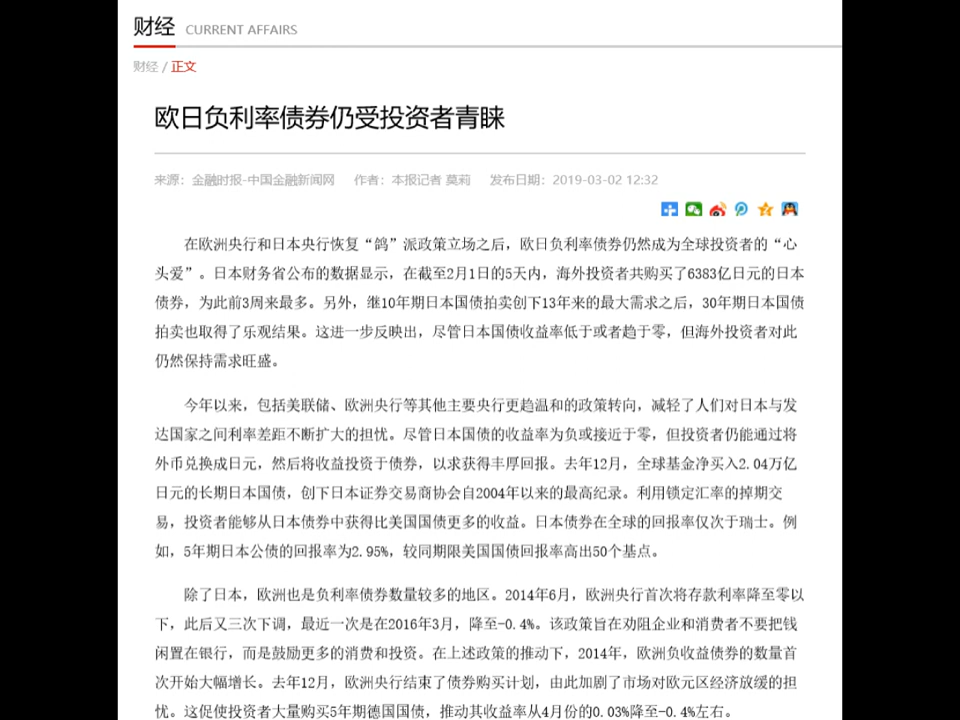 财经 CURRENT AFFAIRS
财经 / 正文
欧日负利率债券仍受投资者青睐
来源：金融时报-中国金融新闻网 作者：本报记者 莫莉 发布日期：2019-03-02 12:32
在欧洲央行和日本央行恢复“鸽”派政策立场之后，欧日负利率债券仍然成为全球投资者的“心
头爱”。日本财务省公布的数据显示，在截至2月1日的5天内，海外投资者共购买了6383亿日元的日本
债券，为此前3周来最多。另外，继10年期日本国债拍卖创下13年来的最大需求之后，30年期日本国债
拍卖也取得了乐观结果。这进一步反映出，尽管日本国债收益率低于或者趋于零，但海外投资者对此
仍然保持需求旺盛。
今年以来，包括美联储、欧洲央行等其他主要央行更趋温和的政策转向，减轻了人们对日本与发
达国家之间利率差距不断扩大的担忧。尽管日本国债的收益率为负或接近于零，但投资者仍能通过将
外币兑换成日元，然后将收益投资于债券，以求获得丰厚回报。去年12月，全球基金净买入2.04万亿
日元的长期日本国债，创下日本证券交易商协会自2004年以来的最高纪录。利用锁定汇率的掉期交
易，投资者能够从日本债券中获得比美国国债更多的收益。日本债券在全球的回报率仅次于瑞士。例
如，5年期日本公债的回报率为2.95%，较同期限美国国债回报率高出50个基点。
除了日本，欧洲也是负利率债券数量较多的地区。2014年6月，欧洲央行首次将存款利率降至零以
下，此后又三次下调，最近一次是在2016年3月，降至-0.4%。该政策旨在劝阻企业和消费者不要把钱
闲置在银行，而是鼓励更多的消费和投资。在上述政策的推动下，2014年，欧洲负收益债券的数量首
次开始大幅增长。去年12月，欧洲央行结束了债券购买计划，由此加剧了市场对欧元区经济放缓的担
忧。这促使投资者大量购买5年期德国国债，推动其收益率从4月份的0.03%降至-0.4%左右。